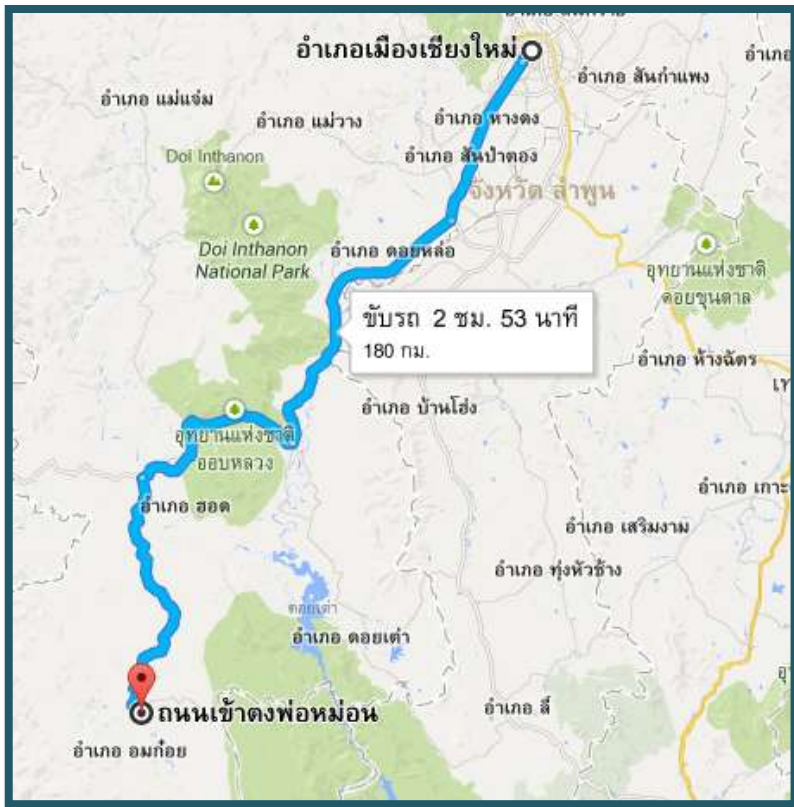 อำเภอเมืองเชียงใหม่
อำเภอ สันกำแพง
อำเภอ แม่แจ่ม
อำเภอ แม่วาง
อำเภอ หางดง
Doi Inthanon
อำเภอ สันป่าตอง
จังหวัด ลำพูน
Doi Inthanon
National Park
อำเภอ ดอยหล่อ
อุทยานแห่งชาติ
ดอยขุนตาล
ขับรถ 2 ชม. 53 นาที
180 กม.
อำเภอ ห้างฉัตร
อำเภอ บ้านโฮ่ง
อุทยานแห่งชาติ
ออบหลวง
อำเภอ เกาะ
อำเภอ ฮอด
อำเภอ เสริมงาม
อำเภอ ทุ่งหัวช้าง
ดอยเต่า
อำเภอ ดอยเต่า
ถนนเข้าตงพ่อหม่อน
อำเภอ ลี้
อำเภอ อมก๋อย